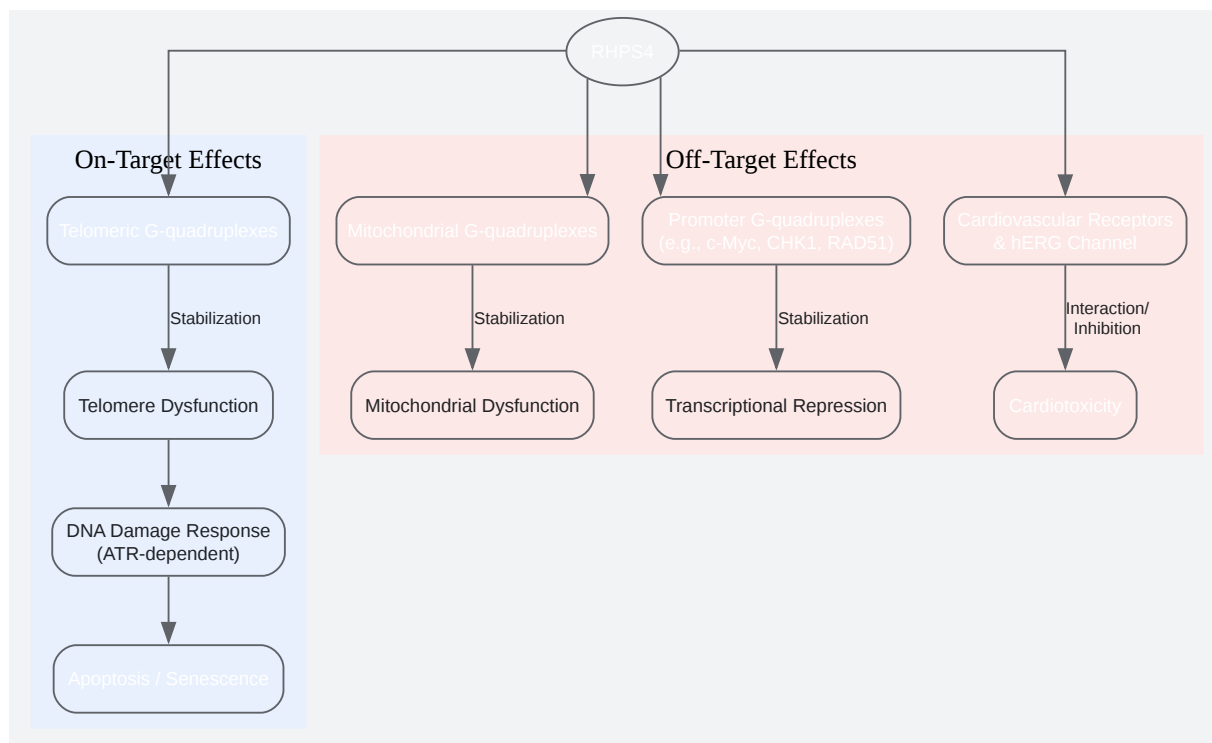 RHPS4
On-Target Effects
Off-Target Effects
Telomeric G-quadruplexes
Mitochondrial G-quadruplexes
Promoter G-quadruplexes
(e.g., c-Myc, CHK1, RAD51)
Cardiovascular Receptors
& hERG Channel
Stabilization
Stabilization
Stabilization
Interaction/
Inhibition
Telomere Dysfunction
Mitochondrial Dysfunction
Transcriptional Repression
Cardiotoxicity
DNA Damage Response
(ATR-dependent)
Apoptosis / Senescence